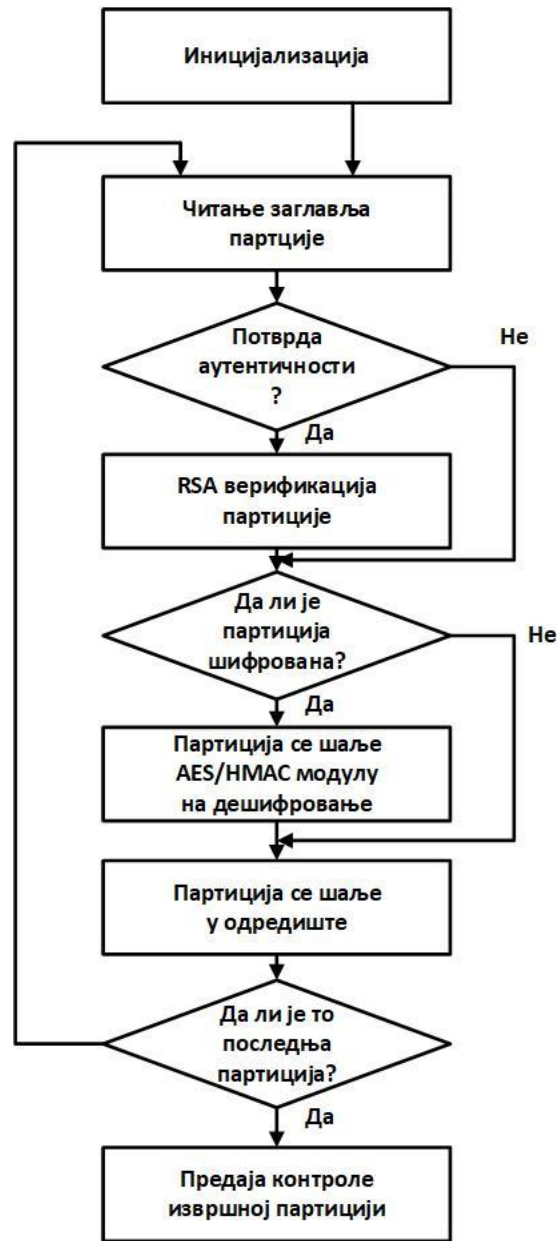 Иницијализација
Читање заглавља
партције
Потврда
аутентичности
?
Не
Да
RSA верификација
партиције
Да ли је
партиција
шифрована?
Не
Да
Партиција се шаље
AES/HMAC модулу
на дешифровање
Партиција се шаље
у одредиште
Да ли је то
последња
партиција?
Да
Предаја контроле
извршној партицији